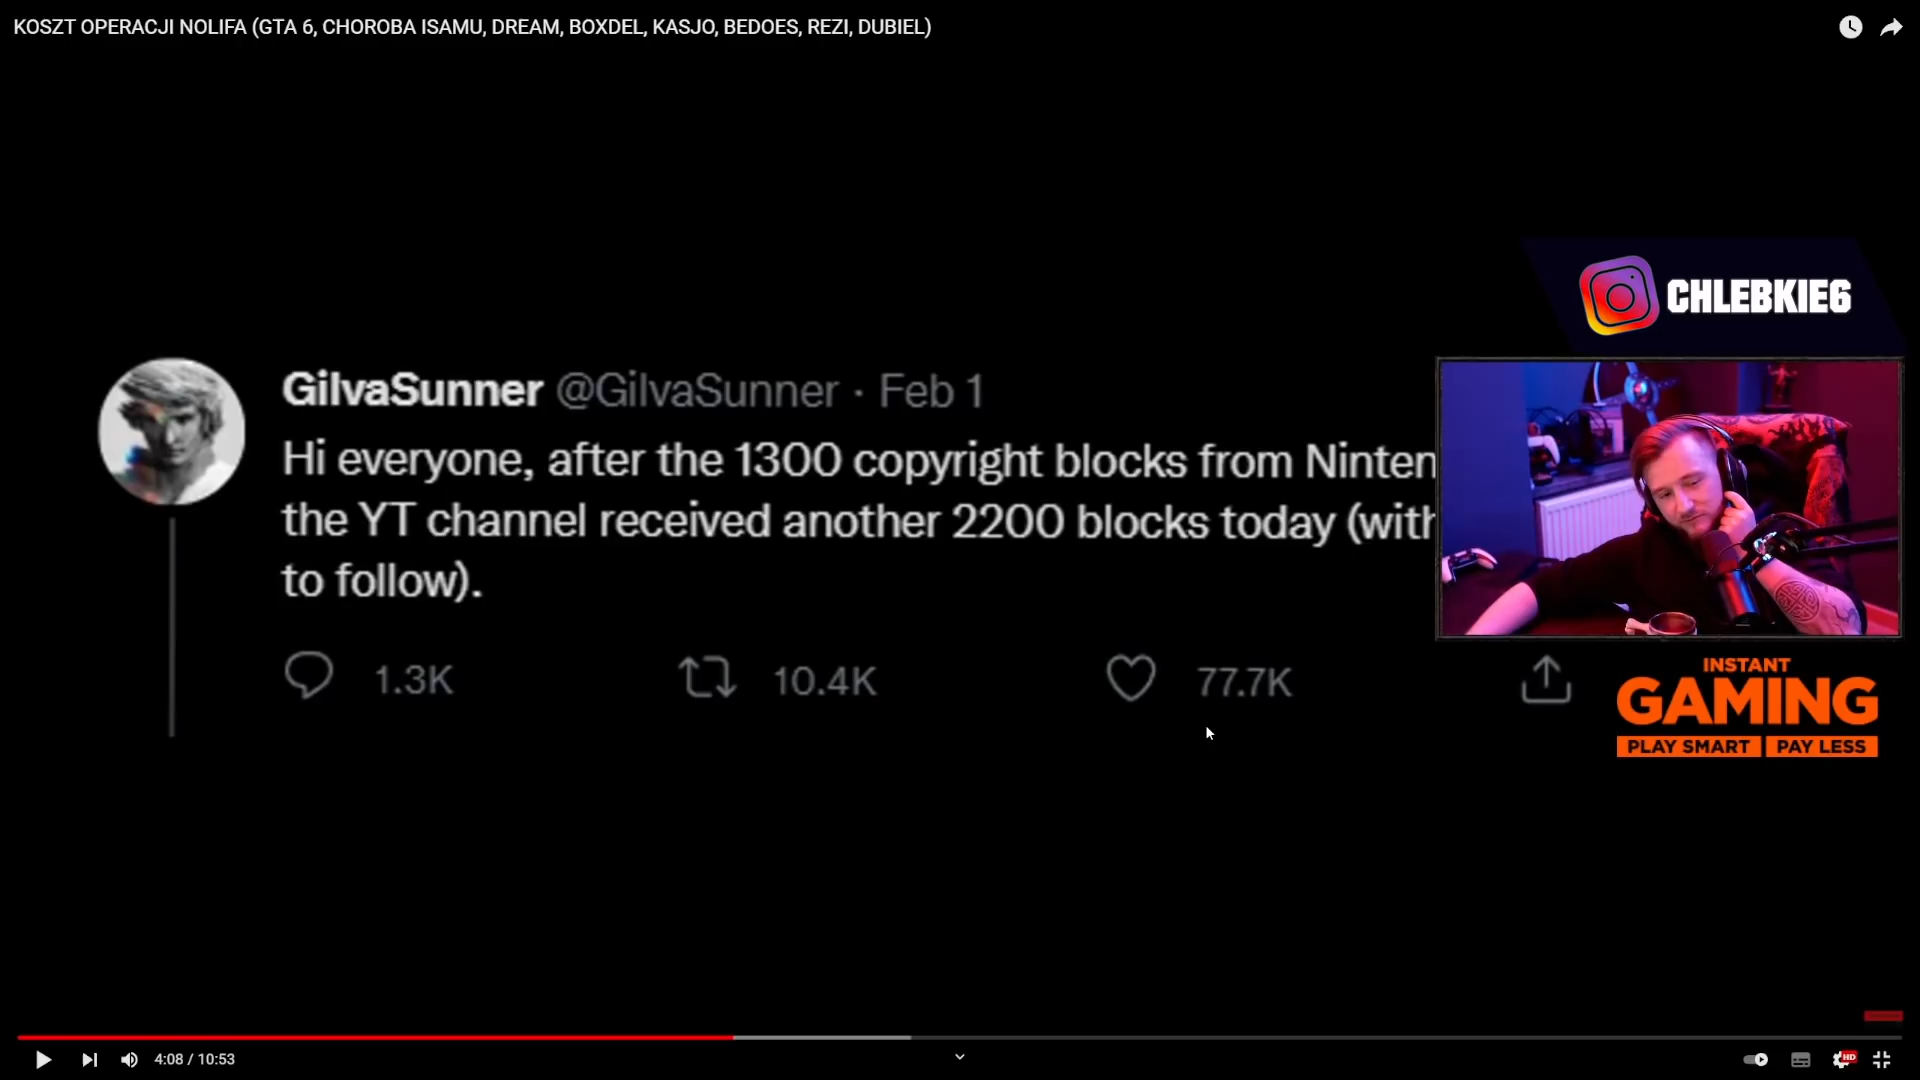 KOSZT OPERACJI NOLIFA (GTA 6, CHOROBA ISAMU, DREAM, BOXDEL, KASJO, BEDOES, REZI, DUBIEL)
CHLEBKIE6
GilvaSunner @GilvaSunner · Feb 1
Hi everyone, after the 1300 copyright blocks from Ninten
the YT channel received another 2200 blocks today (with
to follow).
1.3K 10.4K 77.7K
INSTANT
GAMING
PLAY SMART PAY LESS
4:08 / 10:53
HD